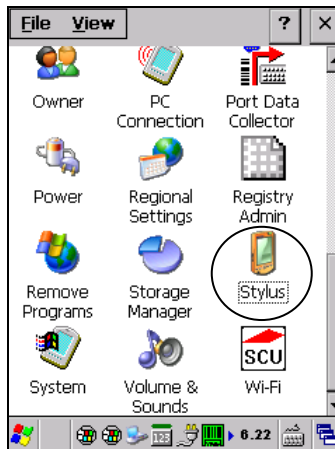 File View ? ×
Owner PC Port Data
Connection Collector
Power Regional Registry
Settings Admin
Remove Storage Stylus
Programs Manager
SCU
System Volume & Wi-Fi
Sounds
123 6.22